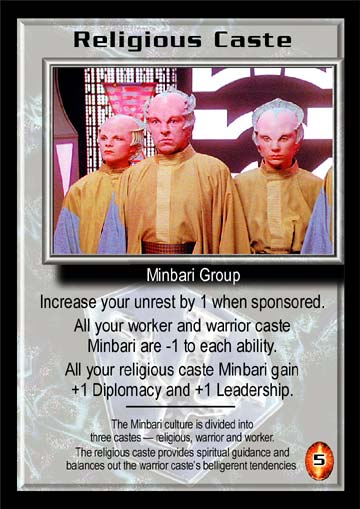 Religious Caste
Minbari Group
Increase your unrest by 1 when sponsored.
All your worker and warrior caste
Minbari are -1 to each ability.
All your religious caste Minbari gain
+1 Diplomacy and +1 Leadership.
The Minbari culture is divided into
three castes — religious, warrior and worker.
The religious caste provides spiritual guidance and
balances out the warrior caste's belligerent tendencies.
5